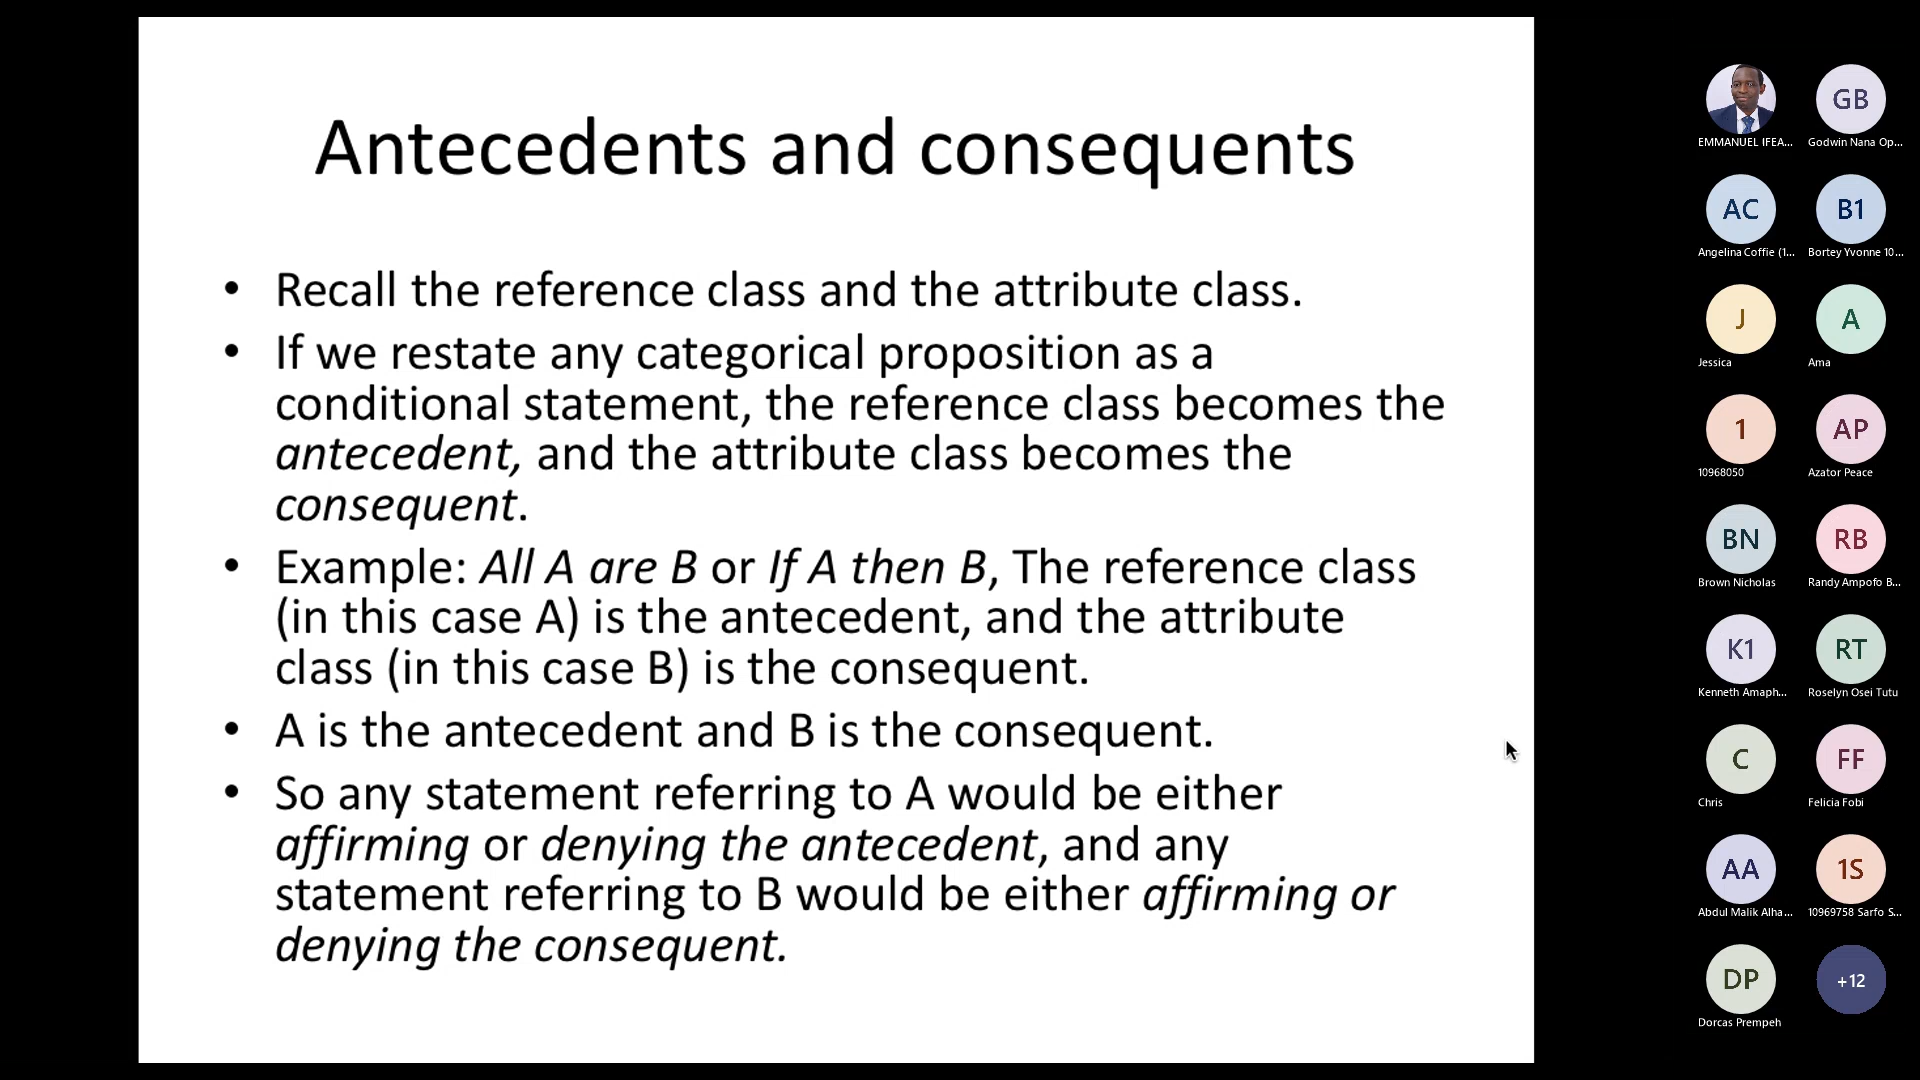 Antecedents and consequents
• Recall the reference class and the attribute class.
• If we restate any categorical proposition as a
conditional statement, the reference class becomes the
antecedent, and the attribute class becomes the
consequent.
• Example: All A are B or If A then B, The reference class
(in this case A) is the antecedent, and the attribute
class (in this case B) is the consequent.
• A is the antecedent and B is the consequent.
• So any statement referring to A would be either
affirming or denying the antecedent, and any
statement referring to B would be either affirming or
denying the consequent.
GB
EMMANUEL IFEA... Godwin Nana Op...
AC B1
Angelina Coffie (1... Bortey Yvonne 10...
J A
Jessica Ama
1 AP
10968050 Azator Peace
BN RB
Brown Nicholas Randy Ampofo B...
K1 RT
Kenneth Amaph... Roselyn Osei Tutu
C FF
Chris Felicia Fobi
AA 1S
Abdul Malik Alha... 10969758 Sarfo S...
DP +12
Dorcas Prempeh